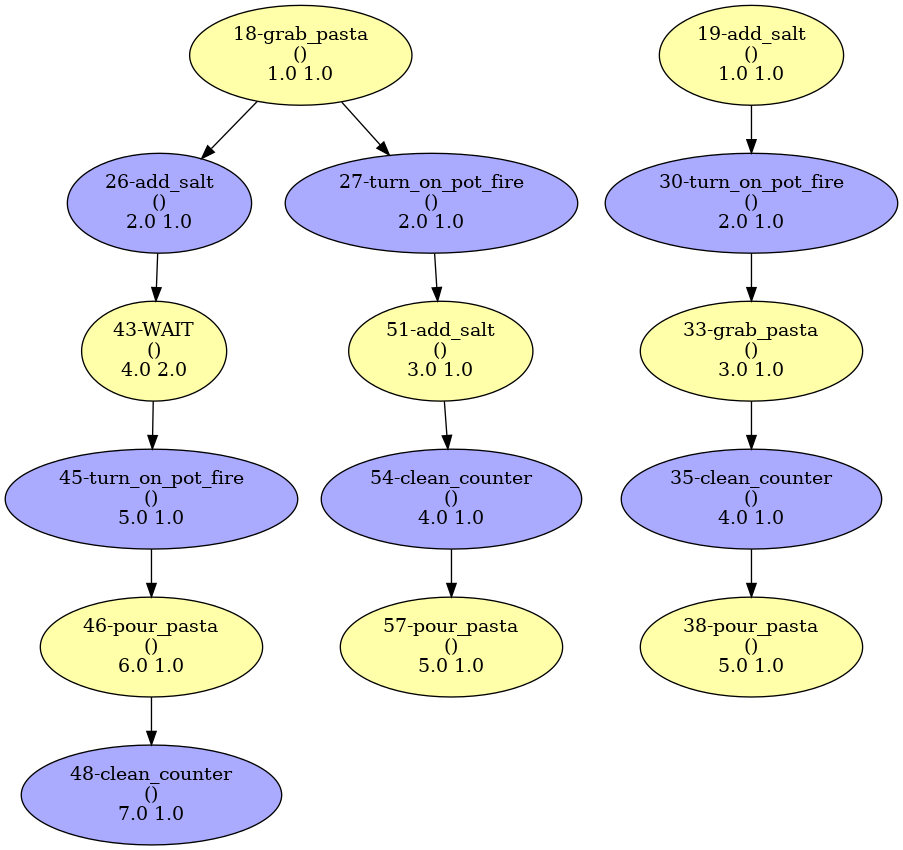 18-grab_pasta
()
1.0 1.0
19-add_salt
()
1.0 1.0
26-add_salt
()
2.0 1.0
27-turn_on_pot_fire
()
2.0 1.0
30-turn_on_pot_fire
()
2.0 1.0
43-WAIT
()
4.0 2.0
51-add_salt
()
3.0 1.0
33-grab_pasta
()
3.0 1.0
45-turn_on_pot_fire
()
5.0 1.0
54-clean_counter
()
4.0 1.0
35-clean_counter
()
4.0 1.0
46-pour_pasta
()
6.0 1.0
57-pour_pasta
()
5.0 1.0
38-pour_pasta
()
5.0 1.0
48-clean_counter
()
7.0 1.0